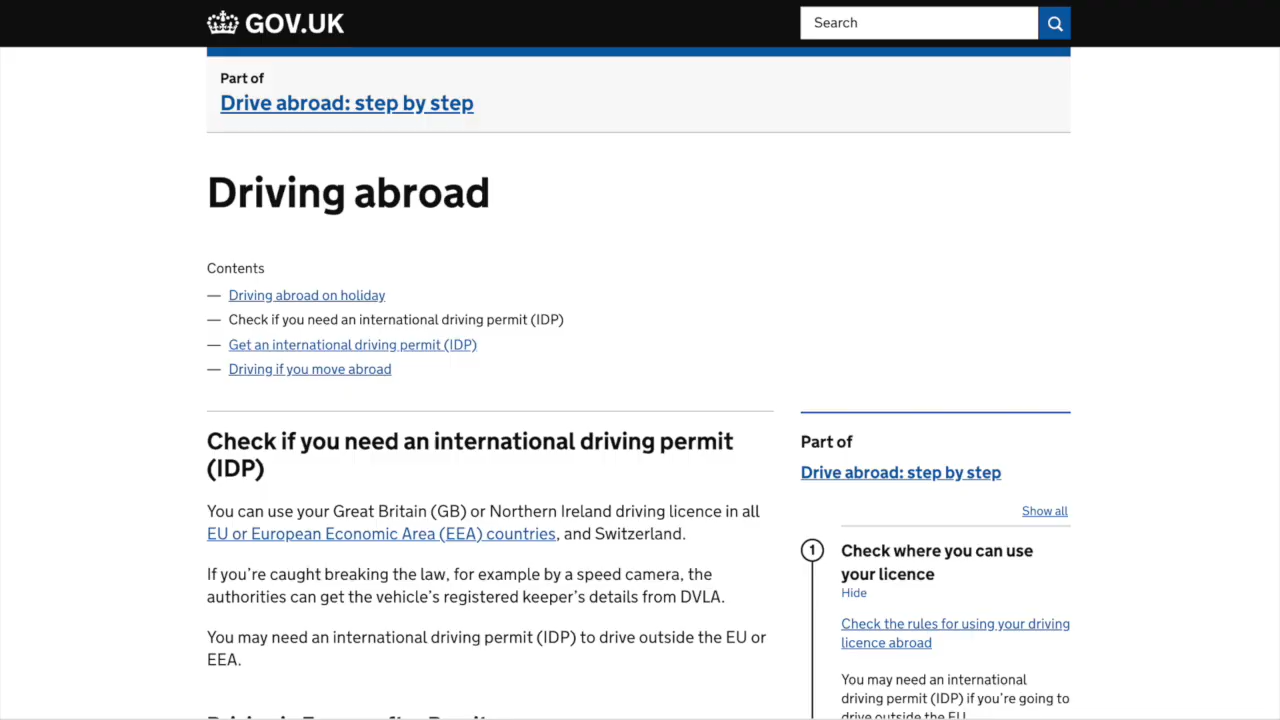 GOV.UK
Search
Part of
Drive abroad: step by step
Driving abroad
Contents
— Driving abroad on holiday
— Check if you need an international driving permit (IDP)
— Get an international driving permit (IDP)
— Driving if you move abroad
Check if you need an international driving permit
(IDP)
You can use your Great Britain (GB) or Northern Ireland driving licence in all
EU or European Economic Area (EEA) countries, and Switzerland.
If you’re caught breaking the law, for example by a speed camera, the
authorities can get the vehicle’s registered keeper’s details from DVLA.
You may need an international driving permit (IDP) to drive outside the EU or
EEA.
Part of
Drive abroad: step by step
Show all
1
Check where you can use
your licence
Hide
Check the rules for using your driving
licence abroad
You may need an international
driving permit (IDP) if you’re going to
drive outside the EU